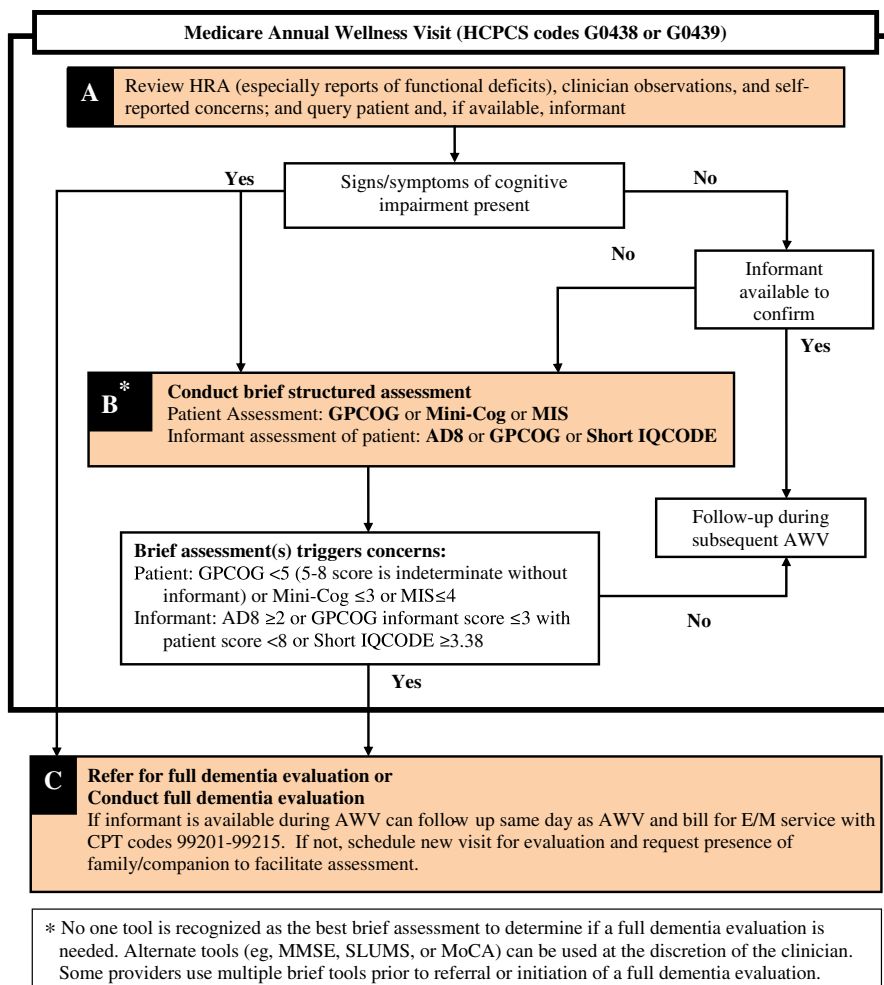 Medicare Annual Wellness Visit (HCPCS codes G0438 or G0439)
A
Review HRA (especially reports of functional deficits), clinician observations, and self-
reported concerns; and query patient and, if available, informant
Yes
Signs/symptoms of cognitive
impairment present
No
No
Informant
available to
confirm
Yes
B*
Conduct brief structured assessment
Patient Assessment: GPCOG or Mini-Cog or MIS
Informant assessment of patient: AD8 or GPCOG or Short IQCODE
Follow-up during
subsequent AWV
Brief assessment(s) triggers concerns:
Patient: GPCOG <5 (5-8 score is indeterminate without
informant) or Mini-Cog ≤3 or MIS≤4
Informant: AD8 ≥2 or GPCOG informant score ≤3 with
patient score <8 or Short IQCODE ≥3.38
No
Yes
C
Refer for full dementia evaluation or
Conduct full dementia evaluation
If informant is available during AWV can follow up same day as AWV and bill for E/M service with
CPT codes 99201-99215. If not, schedule new visit for evaluation and request presence of
family/companion to facilitate assessment.
* No one tool is recognized as the best brief assessment to determine if a full dementia evaluation is
needed. Alternate tools (eg, MMSE, SLUMS, or MoCA) can be used at the discretion of the clinician.
Some providers use multiple brief tools prior to referral or initiation of a full dementia evaluation.